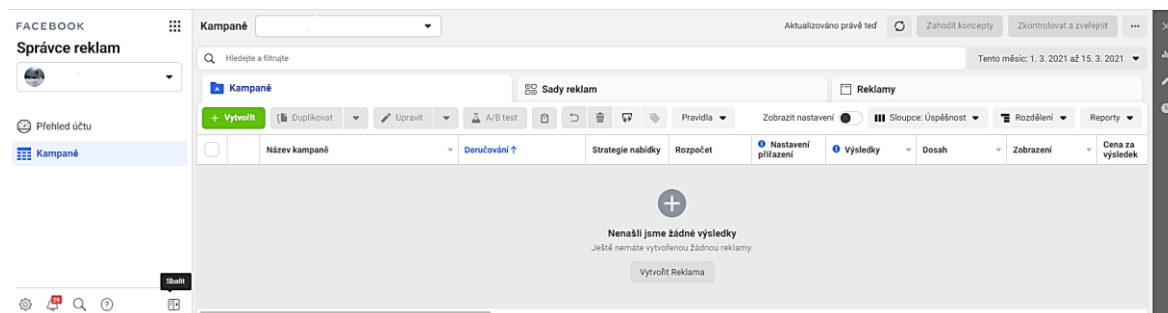 FACEBOOK
Správce reklam
Přehled účtu
Kampaně
Sbalit
29
Kampaně
Aktualizováno právě teď
Zahodit koncepty
Zkontrolovat a zveřejnit
Hledejte a filtrujte
Tento měsíc: 1. 3. 2021 až 15. 3. 2021
Kampaně
Sady reklam
Reklamy
+ Vytvořit
Duplikovat
Upravit
A/B test
Pravidla
Zobrazit nastavení
Sloupce: Úspěšnost
Rozdělení
Reporty
Název kampaně
Doručování ↑
Strategie nabídky
Rozpočet
Nastavení
přiřazení
Výsledky
Dosah
Zobrazení
Cena za
výsledek
Nenašli jsme žádné výsledky
Ještě nemáte vytvořenou žádnou reklamy.
Vytvořit Reklama